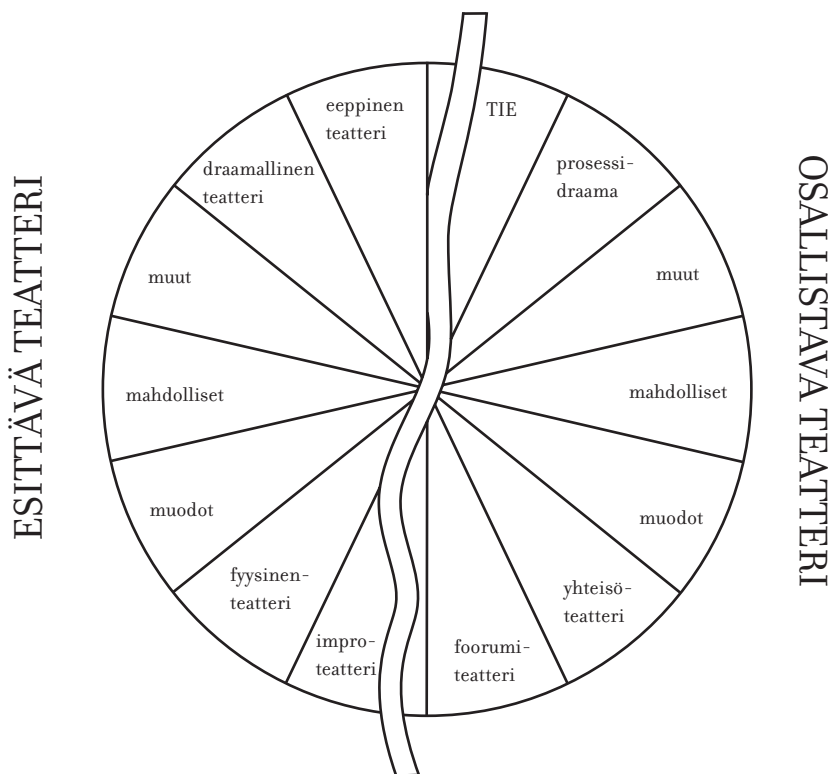 ESITTÄVÄ TEATTERI
eeppinen
teatteri
draamallinen
teatteri
muut
mahdolliset
muodot
fyysinen-
teatteri
impro-
teatteri
TIE
prosessi-
draama
muut
mahdolliset
muodot
yhteisö-
teatteri
foorumi-
teatteri
OSALLISTAVA TEATTERI